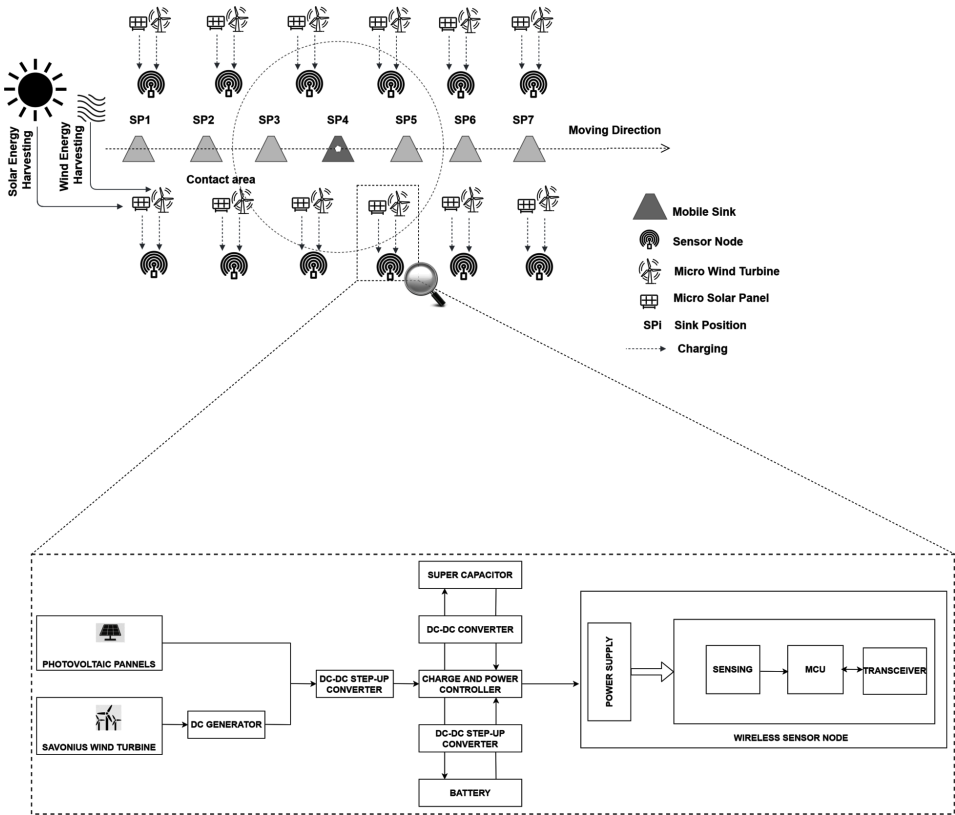 SP1
SP2
SP3
SP4
SP5
SP6
SP7
Moving Direction
Solar Energy
Harvesting
Wind Energy
Harvesting
Contact area
Mobile Sink
Sensor Node
Micro Wind Turbine
Micro Solar Panel
SPi Sink Position
Charging
SUPER CAPACITOR
DC-DC CONVERTER
PHOTOVOLTAIC PANNELS
DC-DC STEP-UP
CONVERTER
CHARGE AND POWER
CONTROLLER
POWER SUPPLY
SENSING
MCU
TRANSCEIVER
DC GENERATOR
SAVONIUS WIND TURBINE
DC-DC STEP-UP
CONVERTER
WIRELESS SENSOR NODE
BATTERY